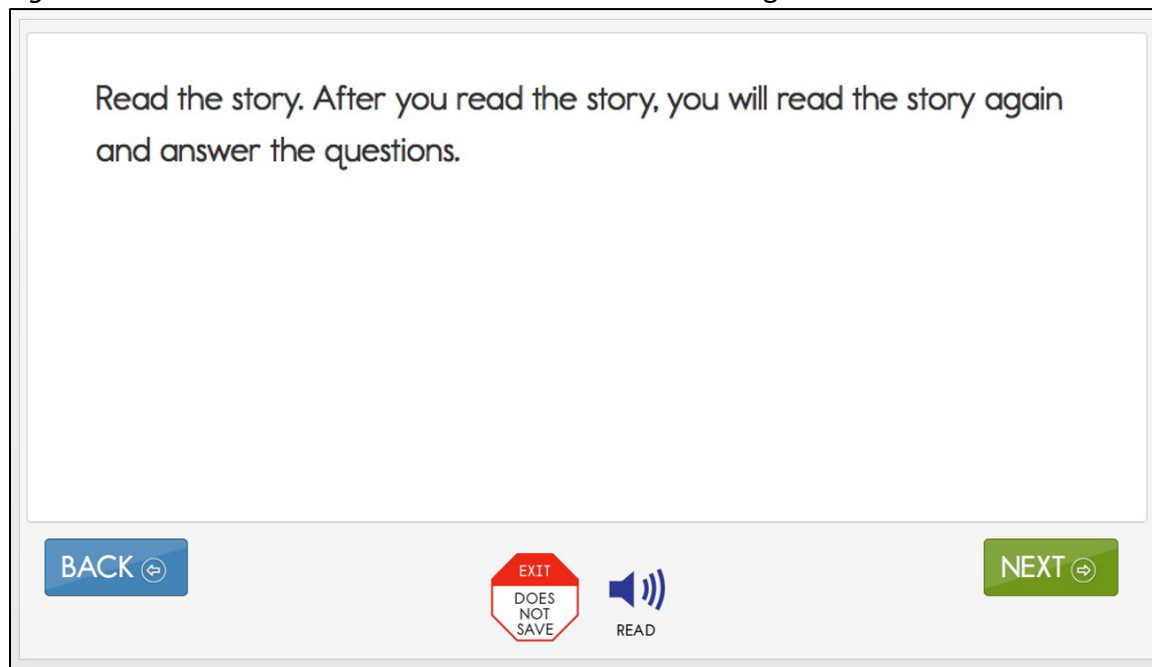 Read the story. After you read the story, you will read the story again
and answer the questions.
BACK
EXIT
DOES
NOT
SAVE
READ
NEXT